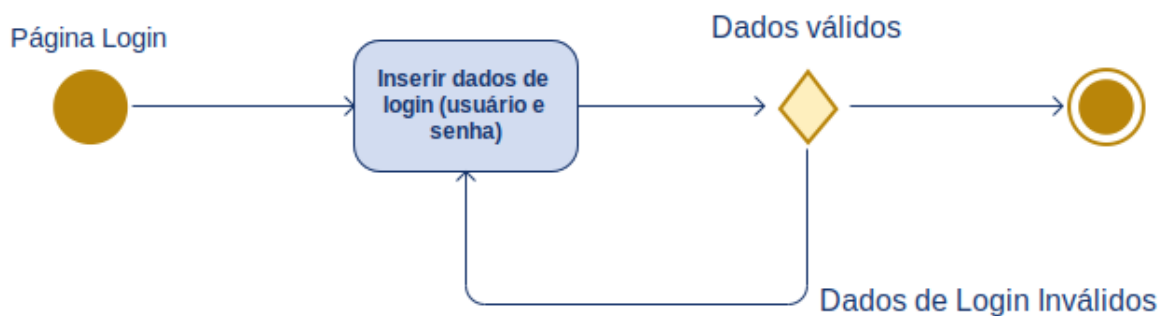 Página Login
Dados válidos
Inserir dados de
login (usuário e
senha)
Dados de Login Inválidos